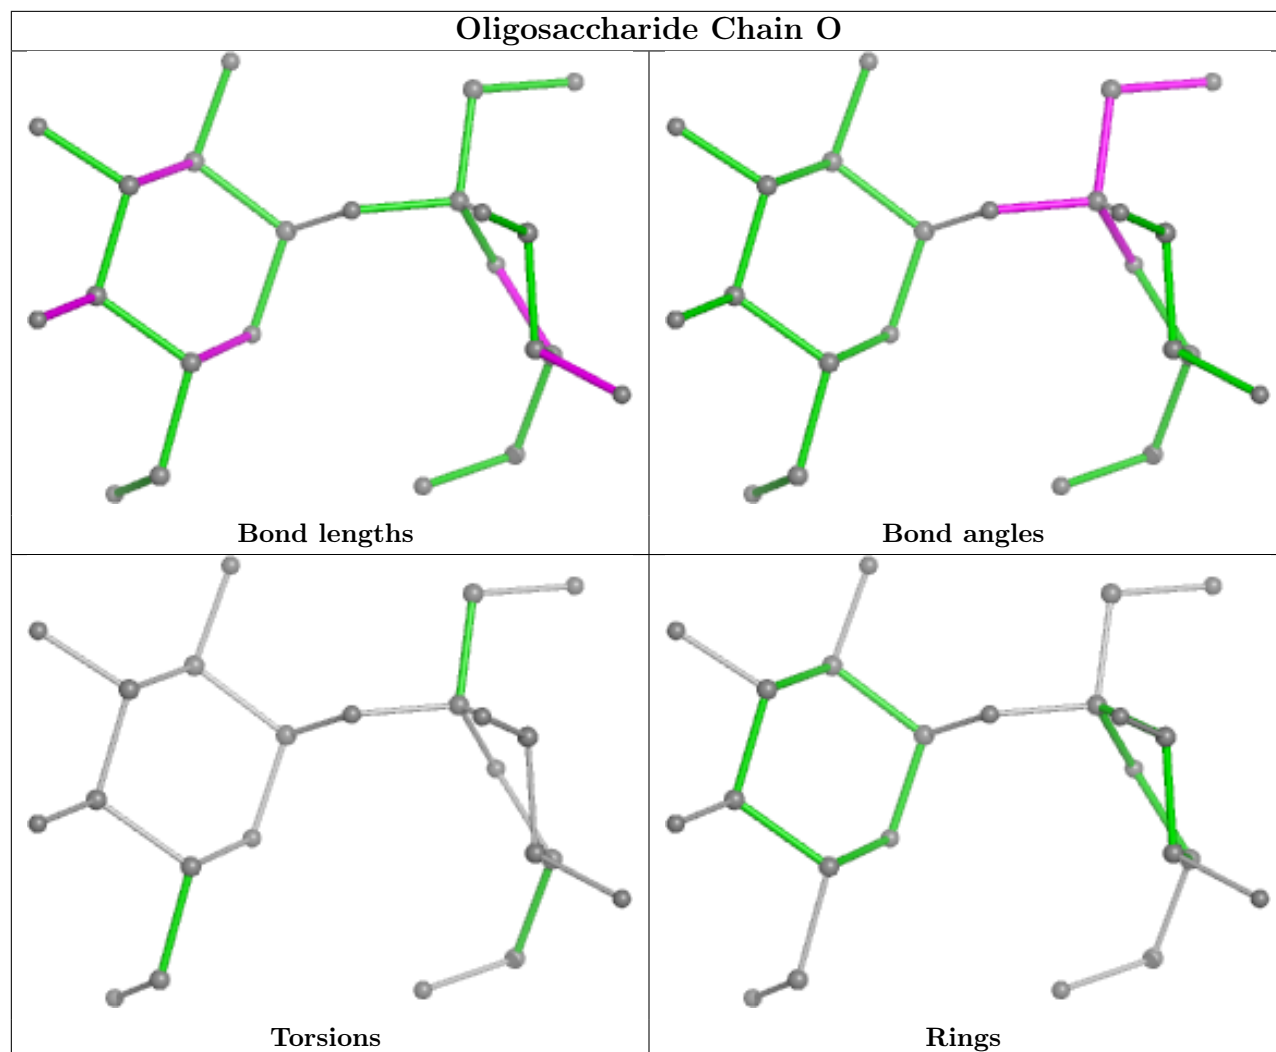 Oligosaccharide Chain O
Bond lengths
Bond angles
Torsions
Rings